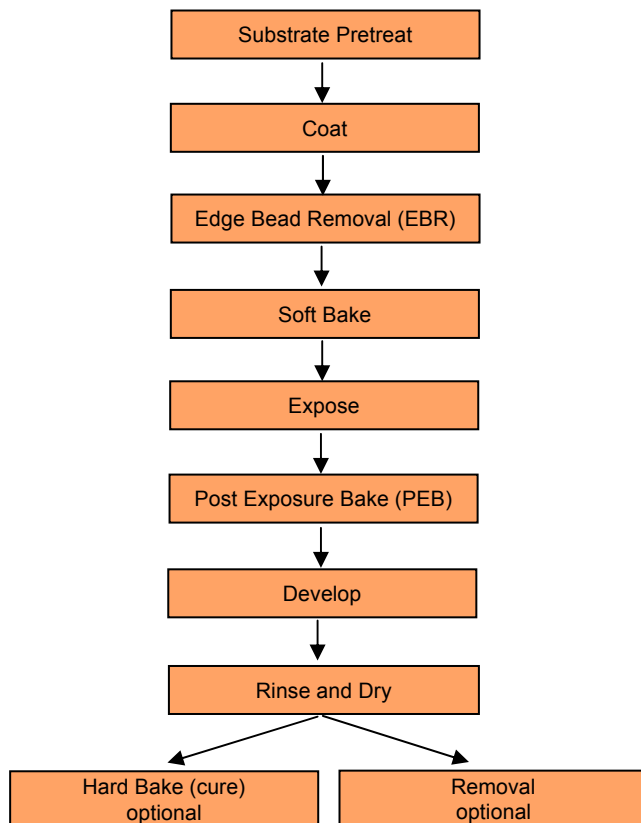 Substrate Pretreat
Coat
Edge Bead Removal (EBR)
Soft Bake
Expose
Post Exposure Bake (PEB)
Develop
Rinse and Dry
Hard Bake (cure)
optional
Removal
optional